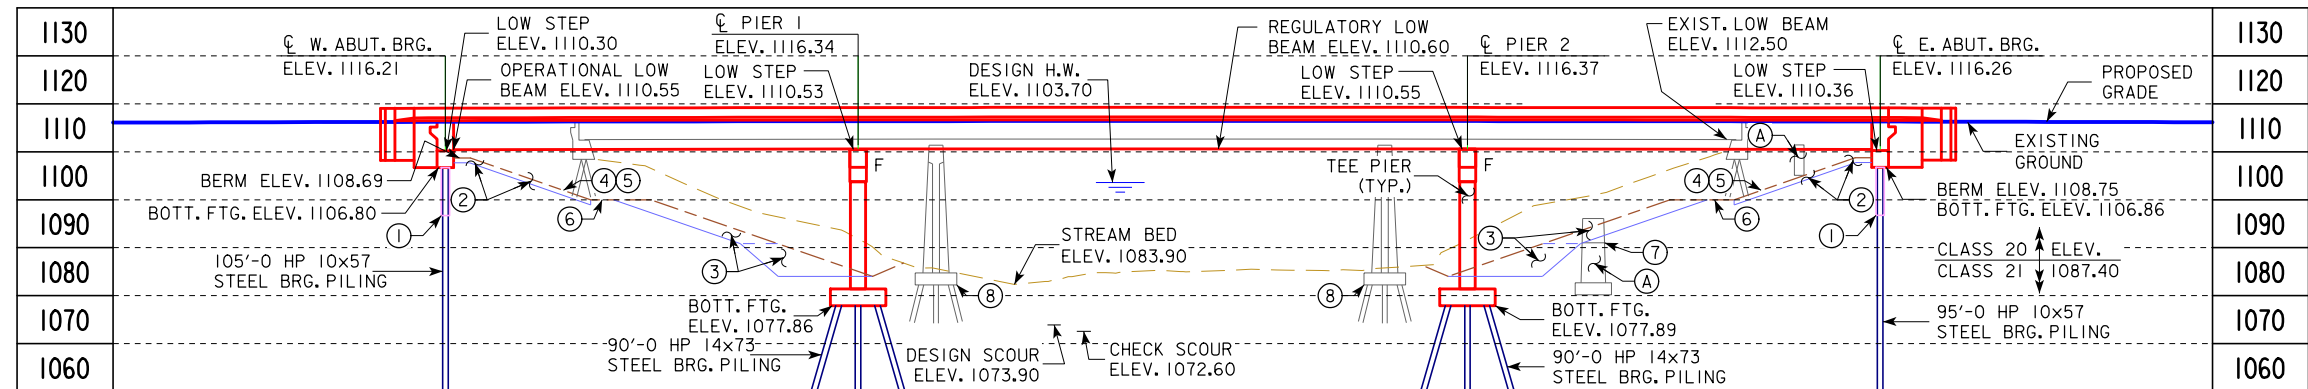 1130
1120
1110
1100
1090
1080
1070
1060
℄ W. ABUT. BRG.
ELEV. 1116.21
LOW STEP
ELEV. 1110.30
OPERATIONAL LOW
BEAM ELEV. 1110.55
℄ PIER 1
ELEV. 1116.34
LOW STEP
ELEV. 1110.53
DESIGN H.W.
ELEV. 1103.70
REGULATORY LOW
BEAM ELEV. 1110.60
LOW STEP
ELEV. 1110.55
℄ PIER 2
ELEV. 1116.37
EXIST. LOW BEAM
ELEV. 1112.50
LOW STEP
ELEV. 1110.36
℄ E. ABUT. BRG.
ELEV. 1116.26
PROPOSED
GRADE
EXISTING
GROUND
BERM ELEV. 1108.69
BOTT. FTG. ELEV. 1106.80
1
2
4 5
6
3
F
105'-0 HP 10x57
STEEL BRG. PILING
BOTT. FTG.
ELEV. 1077.86
90'-0 HP 14x73
STEEL BRG. PILING
8
STREAM BED
ELEV. 1083.90
DESIGN SCOUR
ELEV. 1073.90
CHECK SCOUR
ELEV. 1072.60
TEE PIER
(TYP.)
F
8
3
A
4 5
6
2
7
A
1
BOTT. FTG.
ELEV. 1077.89
90'-0 HP 14x73
STEEL BRG. PILING
BERM ELEV. 1108.75
BOTT. FTG. ELEV. 1106.86
CLASS 20 ELEV.
CLASS 21 1087.40
95'-0 HP 10x57
STEEL BRG. PILING
1130
1120
1110
1100
1090
1080
1070
1060